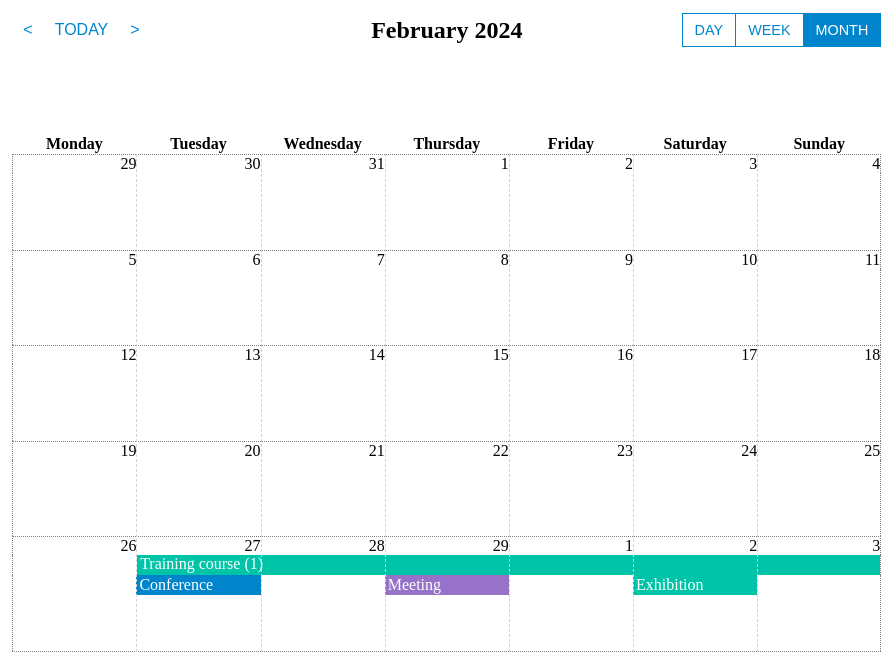 < TODAY > February 2024 DAY WEEK MONTH
Monday Tuesday Wednesday Thursday Friday Saturday Sunday
29 30 31 1 2 3 4
5 6 7 8 9 10 11
12 13 14 15 16 17 18
19 20 21 22 23 24 25
26 27 28 29 1 2 3
Training course (1)
Conference Meeting Exhibition